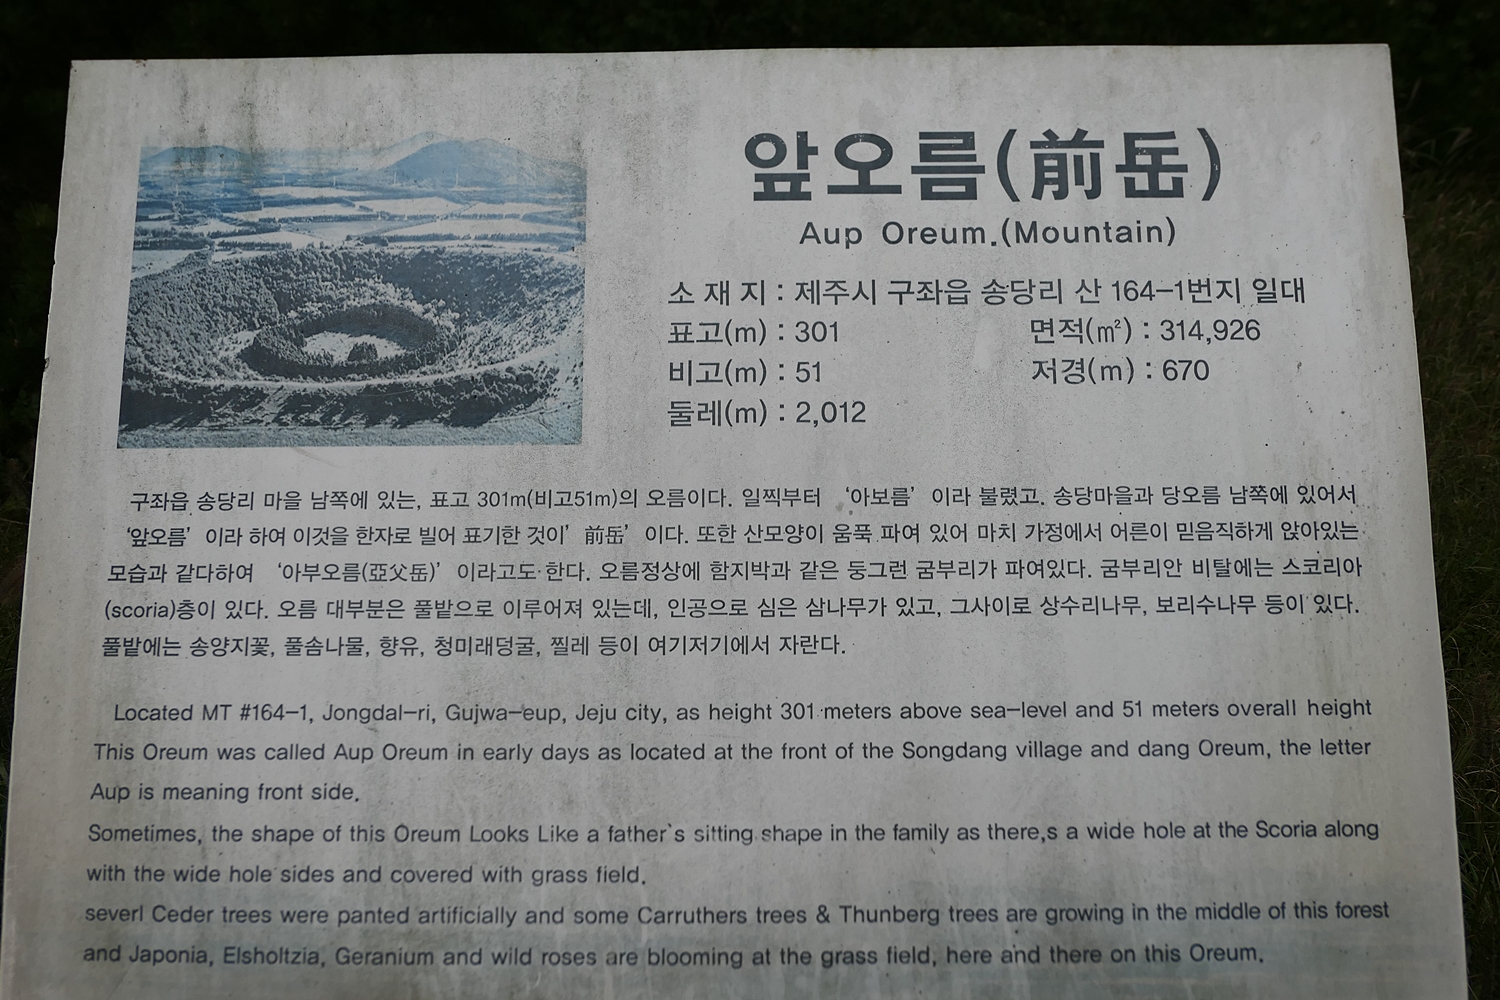 앞오름(前岳)
Aup Oreum.(Mountain)
소 재 지 : 제주시 구좌읍 송당리 산 164-1번지 일대
표고(m) : 301 면적(㎡) : 314,926
비고(m) : 51 저경(m) : 670
둘레(m) : 2,012
구좌읍 송당리 마을 남쪽에 있는, 표고 301m(비고51m)의 오름이다. 일찍부터 ‘아보름’이라 불렸고. 송당마을과 당오름 남쪽에 있어서
‘앞오름’이라 하여 이것을 한자로 빌어 표기한 것이’前岳’이다. 또한 산모양이 움푹 파여 있어 마치 가정에서 어른이 믿음직하게 앉아있는
모습과 같다하여 ‘아부오름(亞父岳)’이라고도 한다. 오름정상에 함지박과 같은 둥그런 굼부리가 파여있다. 굼부리안 비탈에는 스코리아
(scoria)층이 있다. 오름 대부분은 풀밭으로 이루어져 있는데, 인공으로 심은 삼나무가 있고, 그사이로 상수리나무, 보리수나무 등이 있다.
풀밭에는 송양지꽃, 풀솜나물, 향유, 청미래덩굴, 찔레 등이 여기저기에서 자란다.
Located MT #164-1, Jongdal-ri, Gujwa-eup, Jeju city, as height 301 meters above sea-level and 51 meters overall height
This Oreum was called Aup Oreum in early days as located at the front of the Songdang village and dang Oreum, the letter
Aup is meaning front side.
Sometimes, the shape of this Oreum Looks Like a father`s sitting shape in the family as there,s a wide hole at the Scoria along
with the wide hole sides and covered with grass field.
severl Ceder trees were panted artificially and some Carruthers trees & Thunberg trees are growing in the middle of this forest
and Japonia, Elsholtzia, Geranium and wild roses are blooming at the grass field, here and there on this Oreum.